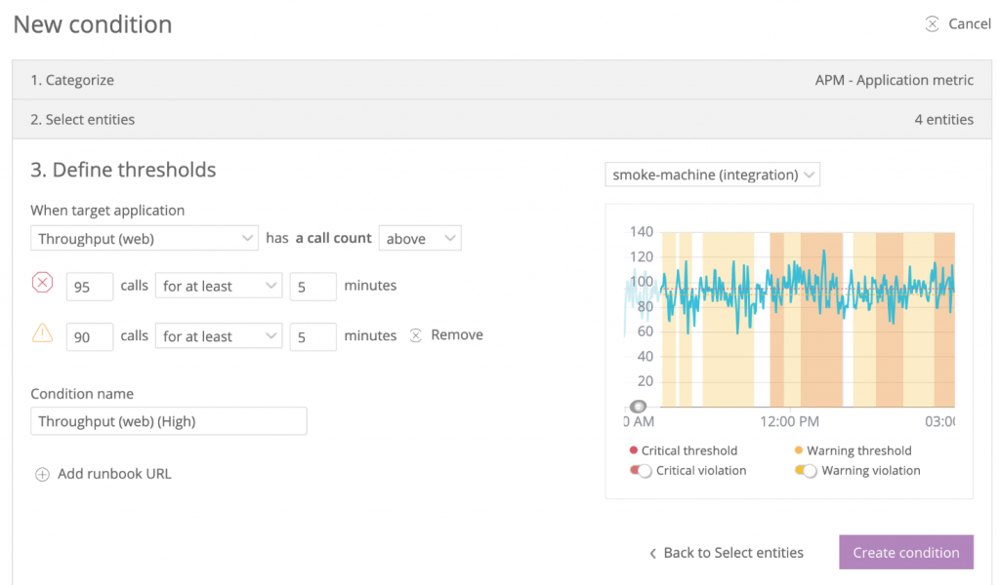 New condition
Cancel
1. Categorize
APM - Application metric
2. Select entities
4 entities
3. Define thresholds
When target application
Throughput (web) has a call count above
95 calls for at least 5 minutes
90 calls for at least 5 minutes Remove
Condition name
Throughput (web) (High)
Add runbook URL
smoke-machine (integration)
140
120
100
80
60
40
20
0 AM 12:00 PM 03:00
Critical threshold Warning threshold
Critical violation Warning violation
Back to Select entities
Create condition